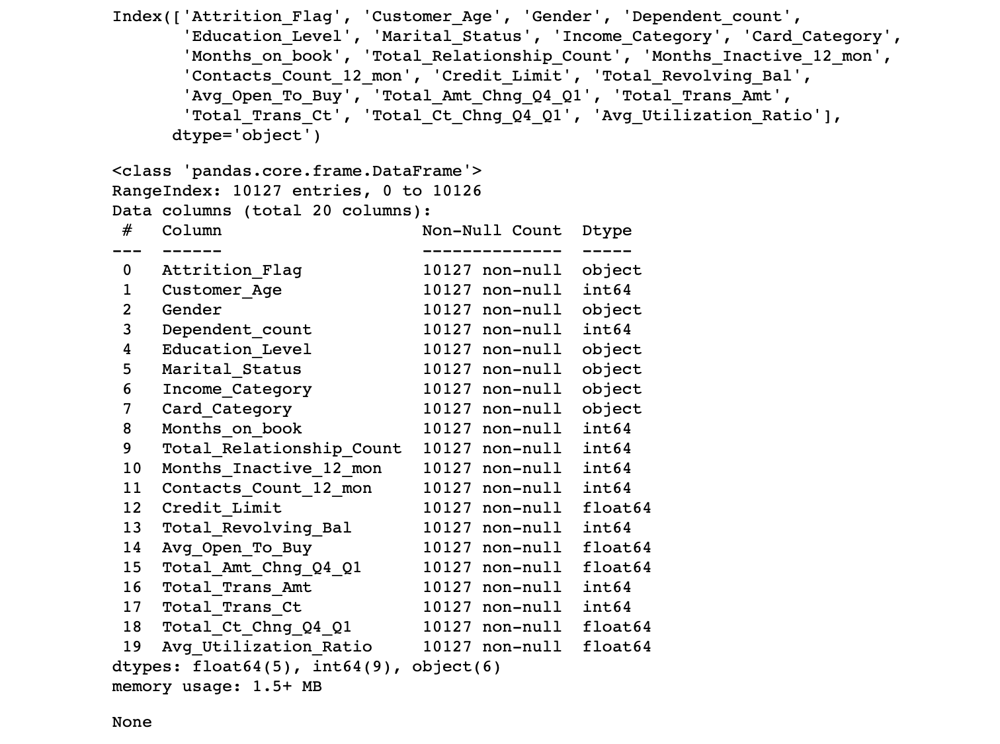 Index(['Attrition_Flag', 'Customer_Age', 'Gender', 'Dependent_count',
       'Education_Level', 'Marital_Status', 'Income_Category', 'Card_Category',
       'Months_on_book', 'Total_Relationship_Count', 'Months_Inactive_12_mon',
       'Contacts_Count_12_mon', 'Credit_Limit', 'Total_Revolving_Bal',
       'Avg_Open_To_Buy', 'Total_Amt_Chng_Q4_Q1', 'Total_Trans_Amt',
       'Total_Trans_Ct', 'Total_Ct_Chng_Q4_Q1', 'Avg_Utilization_Ratio'],
      dtype='object')
<class 'pandas.core.frame.DataFrame'>
RangeIndex: 10127 entries, 0 to 10126
Data columns (total 20 columns):
 #   Column                    Non-Null Count  Dtype
---  ------                    --------------  -----
 0   Attrition_Flag            10127 non-null  object
 1   Customer_Age              10127 non-null  int64
 2   Gender                    10127 non-null  object
 3   Dependent_count           10127 non-null  int64
 4   Education_Level           10127 non-null  object
 5   Marital_Status            10127 non-null  object
 6   Income_Category           10127 non-null  object
 7   Card_Category             10127 non-null  object
 8   Months_on_book            10127 non-null  int64
 9   Total_Relationship_Count  10127 non-null  int64
 10  Months_Inactive_12_mon    10127 non-null  int64
 11  Contacts_Count_12_mon     10127 non-null  int64
 12  Credit_Limit              10127 non-null  float64
 13  Total_Revolving_Bal       10127 non-null  int64
 14  Avg_Open_To_Buy           10127 non-null  float64
 15  Total_Amt_Chng_Q4_Q1      10127 non-null  float64
 16  Total_Trans_Amt           10127 non-null  int64
 17  Total_Trans_Ct            10127 non-null  int64
 18  Total_Ct_Chng_Q4_Q1       10127 non-null  float64
 19  Avg_Utilization_Ratio     10127 non-null  float64
dtypes: float64(5), int64(9), object(6)
memory usage: 1.5+ MB
None